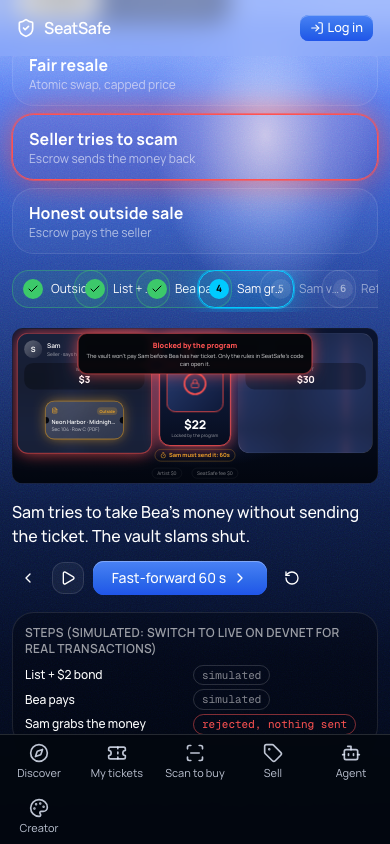 SeatSafe
Log in
Fair resale
Atomic swap, capped price
Seller tries to scam
Escrow sends the money back
Honest outside sale
Escrow pays the seller
Outsid
List +
Bea pa
4
Sam gr..
5
Sam v...
6
Ref
S
Sam
Blocked by the program
The vault won't pay Sam before Bea has her ticket. Only the rules in SeatSafe's code
can open it.
$3
$30
Outside
Neon Harbor · Midnigh...
Sec 104 · Row C (PDF)
$22
Locked by the program
Sam must send it: 60s
Artist $0
SeatSafe fee $0
Sam tries to take Bea's money without sending
the ticket. The vault slams shut.
Fast-forward 60 s
STEPS (SIMULATED: SWITCH TO LIVE ON DEVNET FOR
REAL TRANSACTIONS)
List + $2 bond
simulated
Bea pays
simulated
Sam grabs the money
rejected, nothing sent
Discover
My tickets
Scan to buy
Sell
Agent
Creator